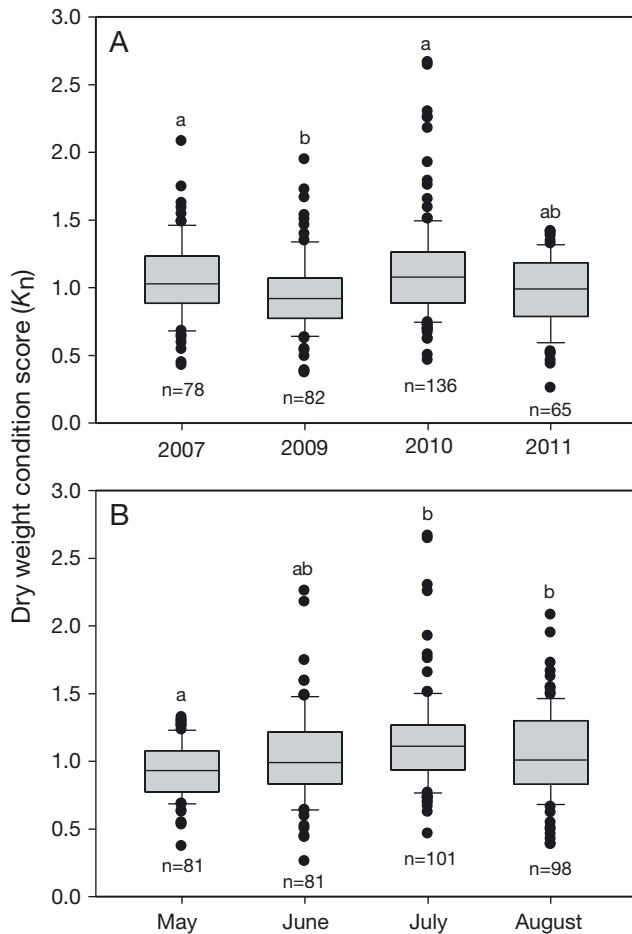 Dry weight condition score (Kn)
A
3.0
2.5
2.0
1.5
1.0
0.5
0.0
a
b
a
ab
n=78
n=82
n=136
n=65
2007
2009
2010
2011
B
3.0
2.5
2.0
1.5
1.0
0.5
0.0
a
ab
b
b
n=81
n=81
n=101
n=98
May
June
July
August